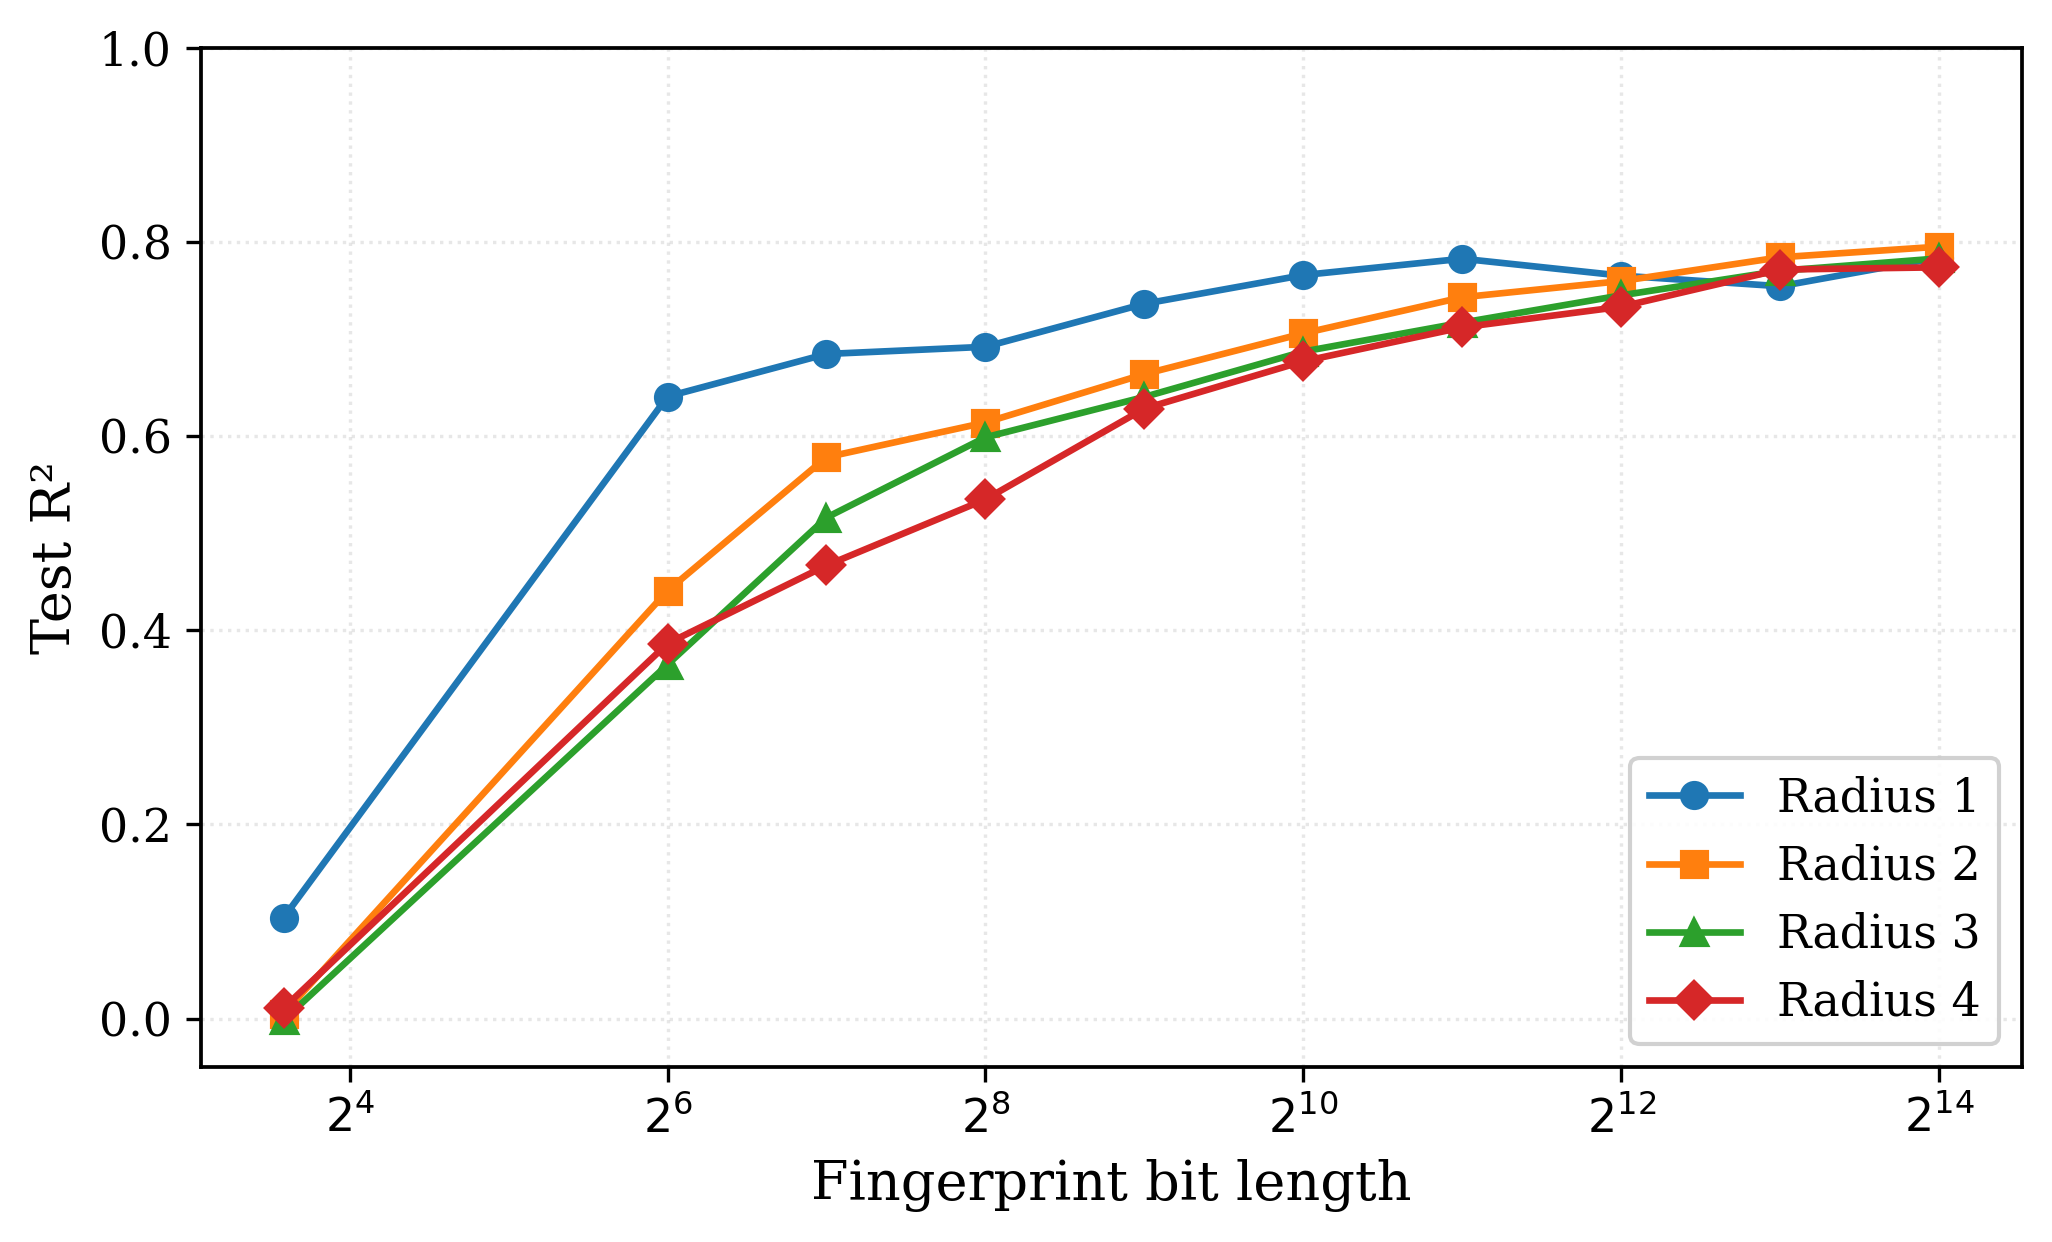 1.0
0.8
0.6
0.4
0.2
0.0
Test R²
2⁴ 2⁶ 2⁸ 2¹⁰ 2¹² 2¹⁴
Fingerprint bit length
Radius 1
Radius 2
Radius 3
Radius 4